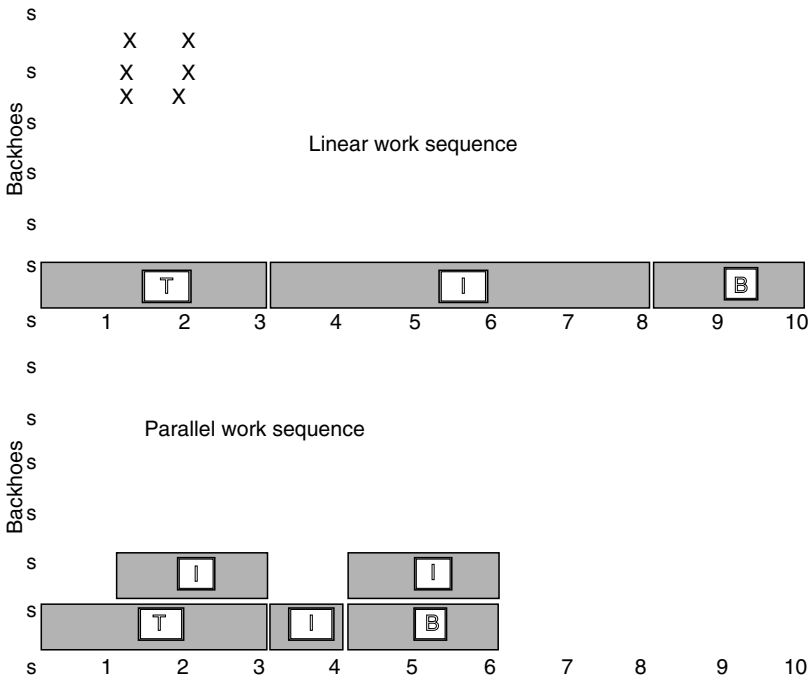 s
X X
s X X
X X
Backhoes
s
Linear work sequence
s
s
s
T I B
s 1 2 3 4 5 6 7 8 9 10
s
s
Parallel work sequence
Backhoes
s
s
s
I I
s
T I B
s 1 2 3 4 5 6 7 8 9 10